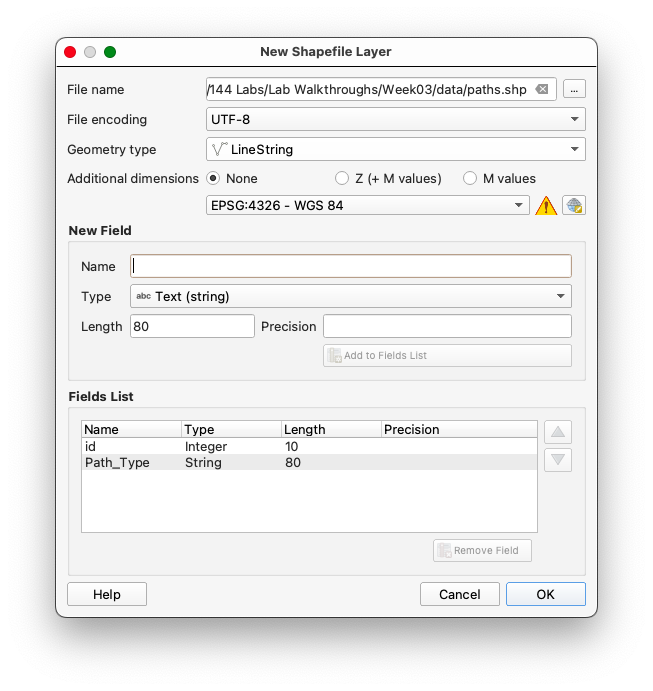 New Shapefile Layer
File name /144 Labs/Lab Walkthroughs/Week03/data/paths.shp ...
File encoding UTF-8
Geometry type LineString
Additional dimensions None Z (+ M values) M values
EPSG:4326 - WGS 84
New Field
Name
Type abc Text (string)
Length 80 Precision
Add to Fields List
Fields List
Name Type Length Precision
id Integer 10
Path_Type String 80
Remove Field
Help Cancel OK